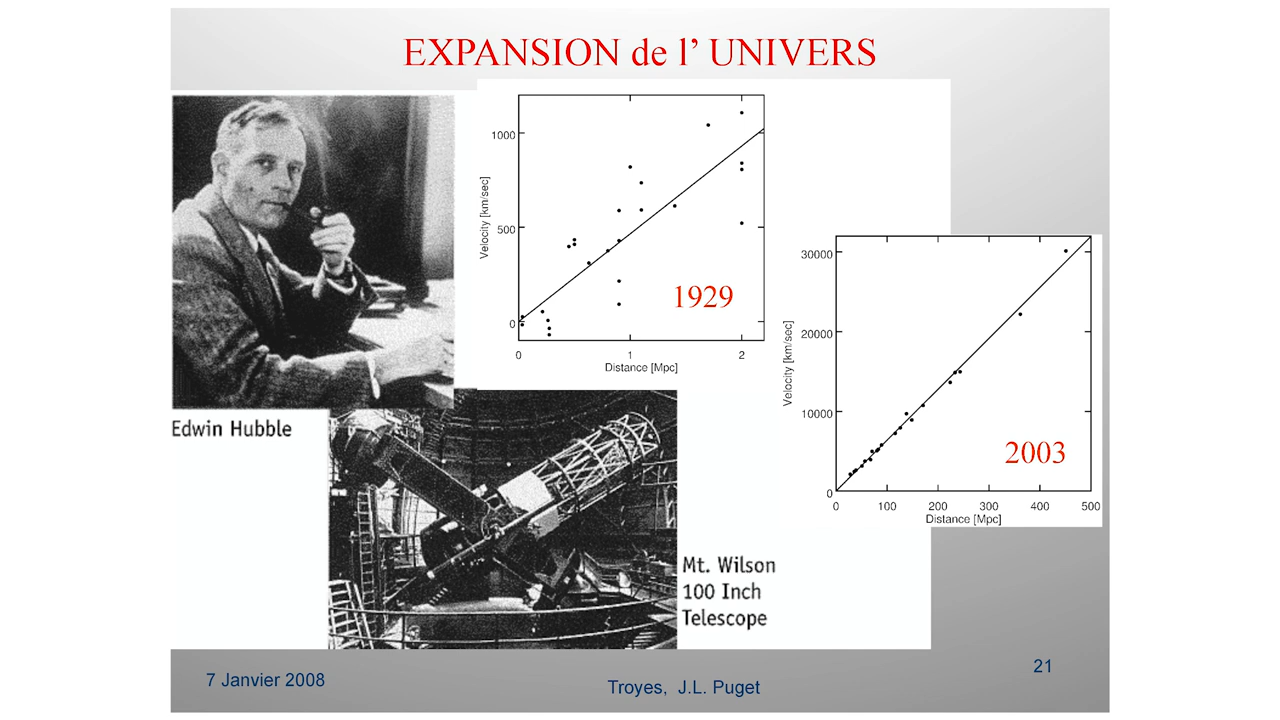 EXPANSION de l’ UNIVERS
Velocity [km/sec]
1000
500
0
1929
0
1
2
Distance [Mpc]
Edwin Hubble
Velocity [km/sec]
30000
20000
10000
0
2003
0
100
200
300
400
500
Distance [Mpc]
Mt. Wilson
100 Inch
Telescope
7 Janvier 2008
Troyes, J.L. Puget
21